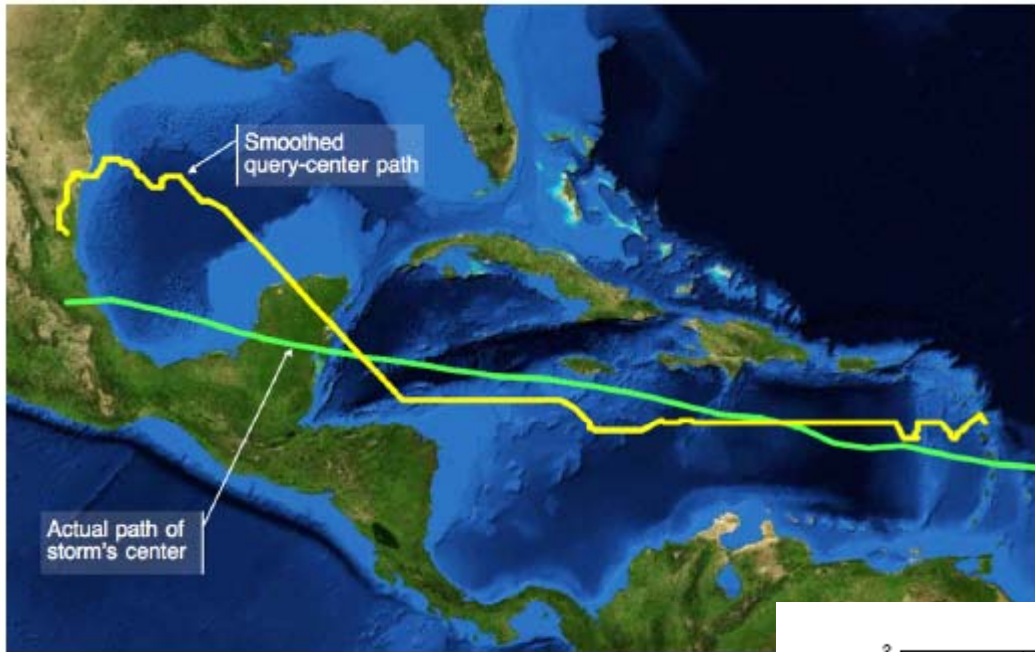 Smoothed
query-center path
Actual path of
storm's center